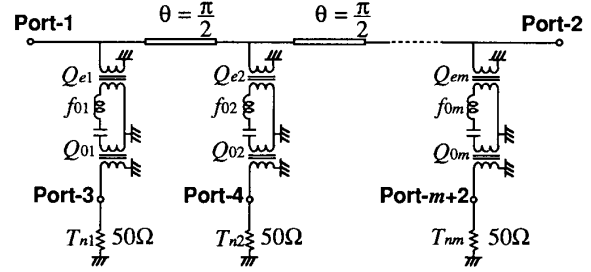 Port-1 θ = π/2 θ = π/2 Port-2
Qe1 Qe2 Qem
f01 f02 f0m
Q01 Q02 Q0m
Port-3 Port-4 Port-m+2
Tn1 50Ω Tn2 50Ω Tnm 50Ω